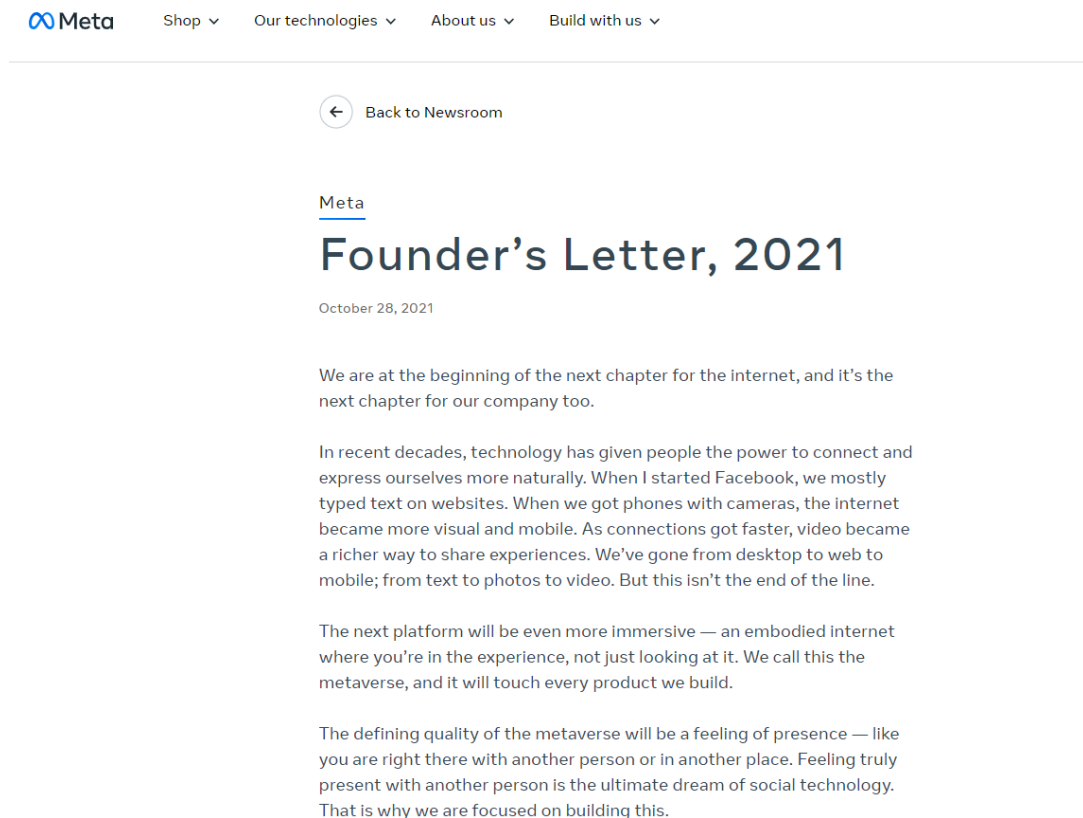 Meta
Shop
Our technologies
About us
Build with us
Back to Newsroom
Meta
Founder’s Letter, 2021
October 28, 2021
We are at the beginning of the next chapter for the internet, and it’s the
next chapter for our company too.
In recent decades, technology has given people the power to connect and
express ourselves more naturally. When I started Facebook, we mostly
typed text on websites. When we got phones with cameras, the internet
became more visual and mobile. As connections got faster, video became
a richer way to share experiences. We’ve gone from desktop to web to
mobile; from text to photos to video. But this isn’t the end of the line.
The next platform will be even more immersive — an embodied internet
where you’re in the experience, not just looking at it. We call this the
metaverse, and it will touch every product we build.
The defining quality of the metaverse will be a feeling of presence — like
you are right there with another person or in another place. Feeling truly
present with another person is the ultimate dream of social technology.
That is why we are focused on building this.